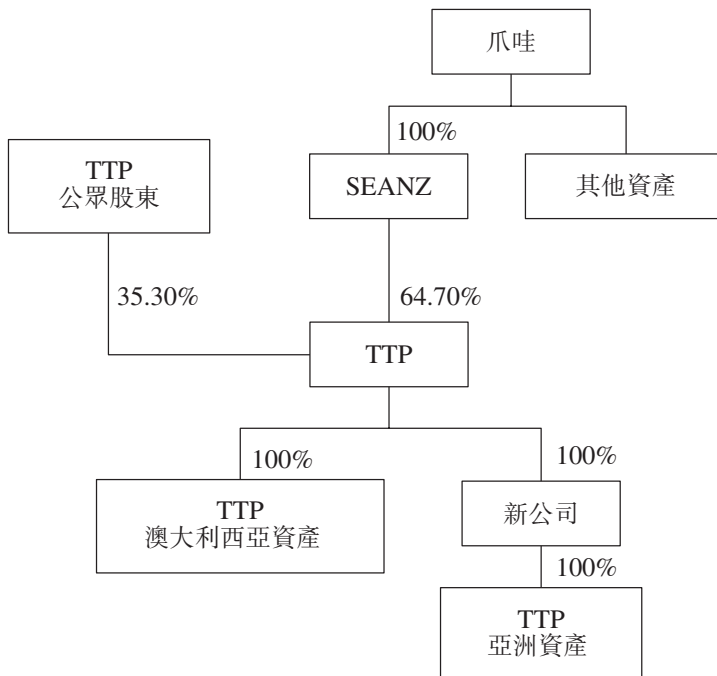 爪哇
100%
TTP
公眾股東
SEANZ
其他資產
35.30%
64.70%
TTP
100%
100%
TTP
澳大利西亞資產
新公司
100%
TTP
亞洲資產